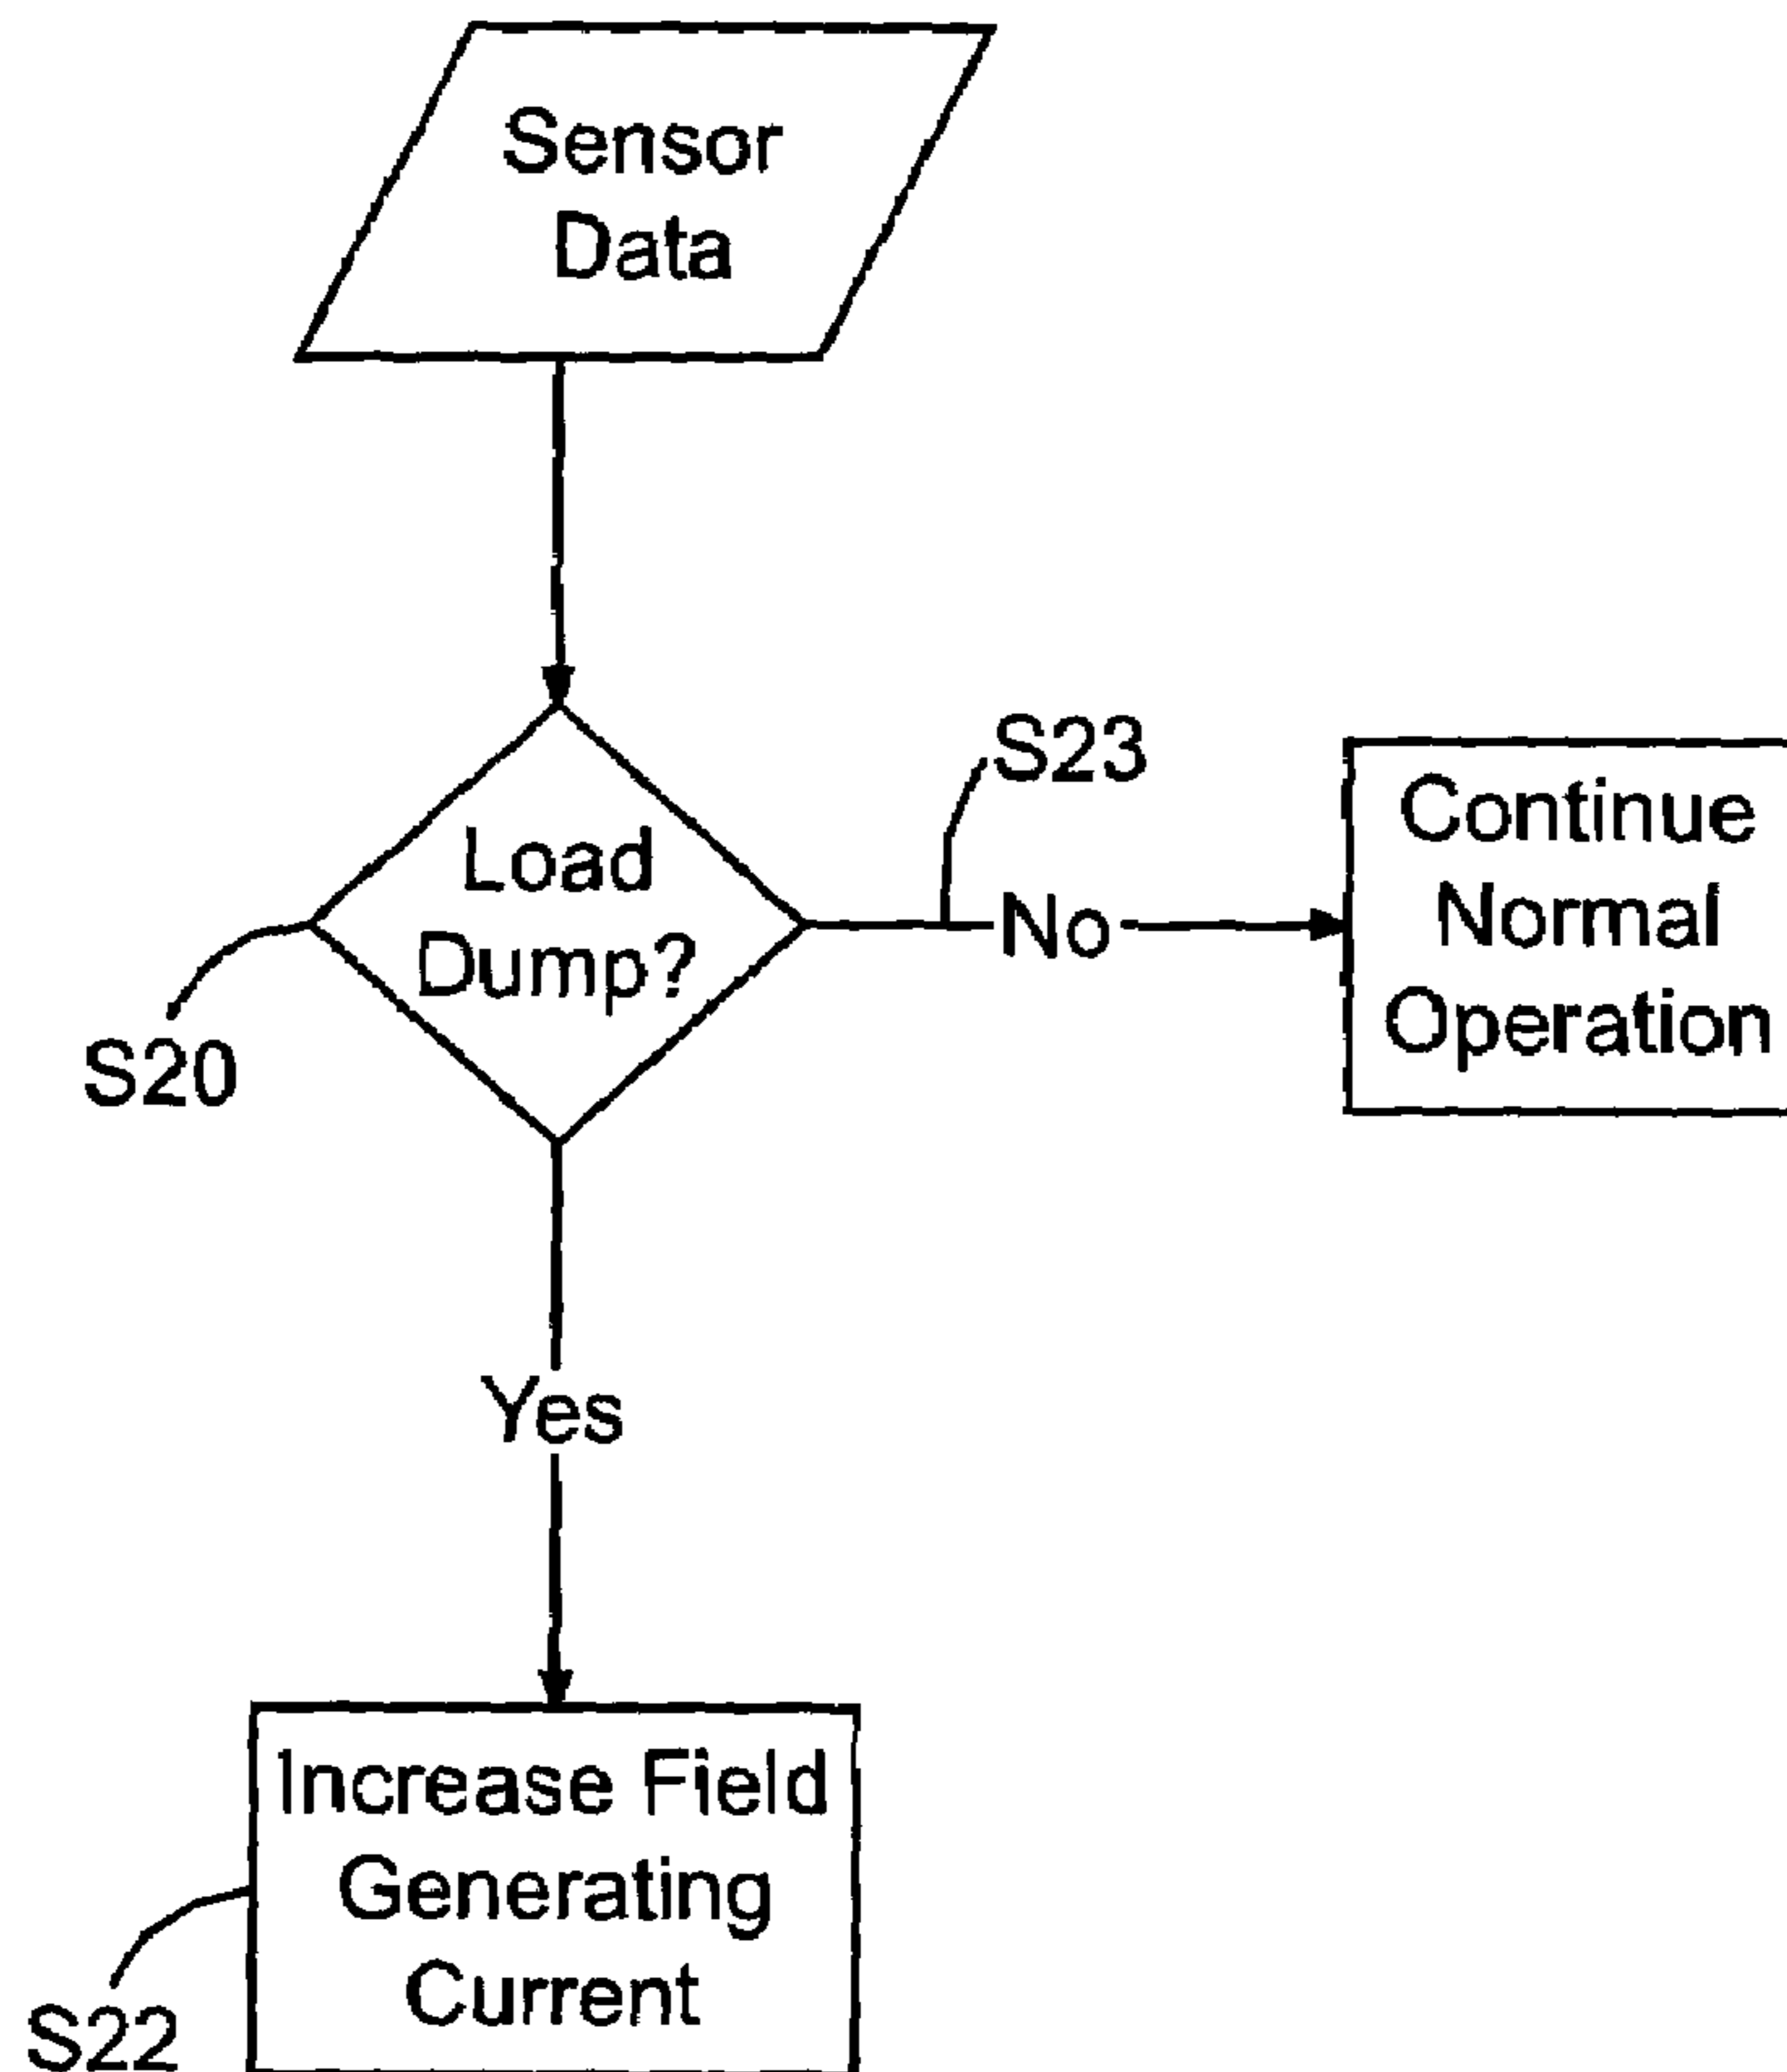 Sensor
Data
S23
Load
Dump?
No
Continue
Normal
Operation
S20
Yes
Increase Field
Generating
Current
S22